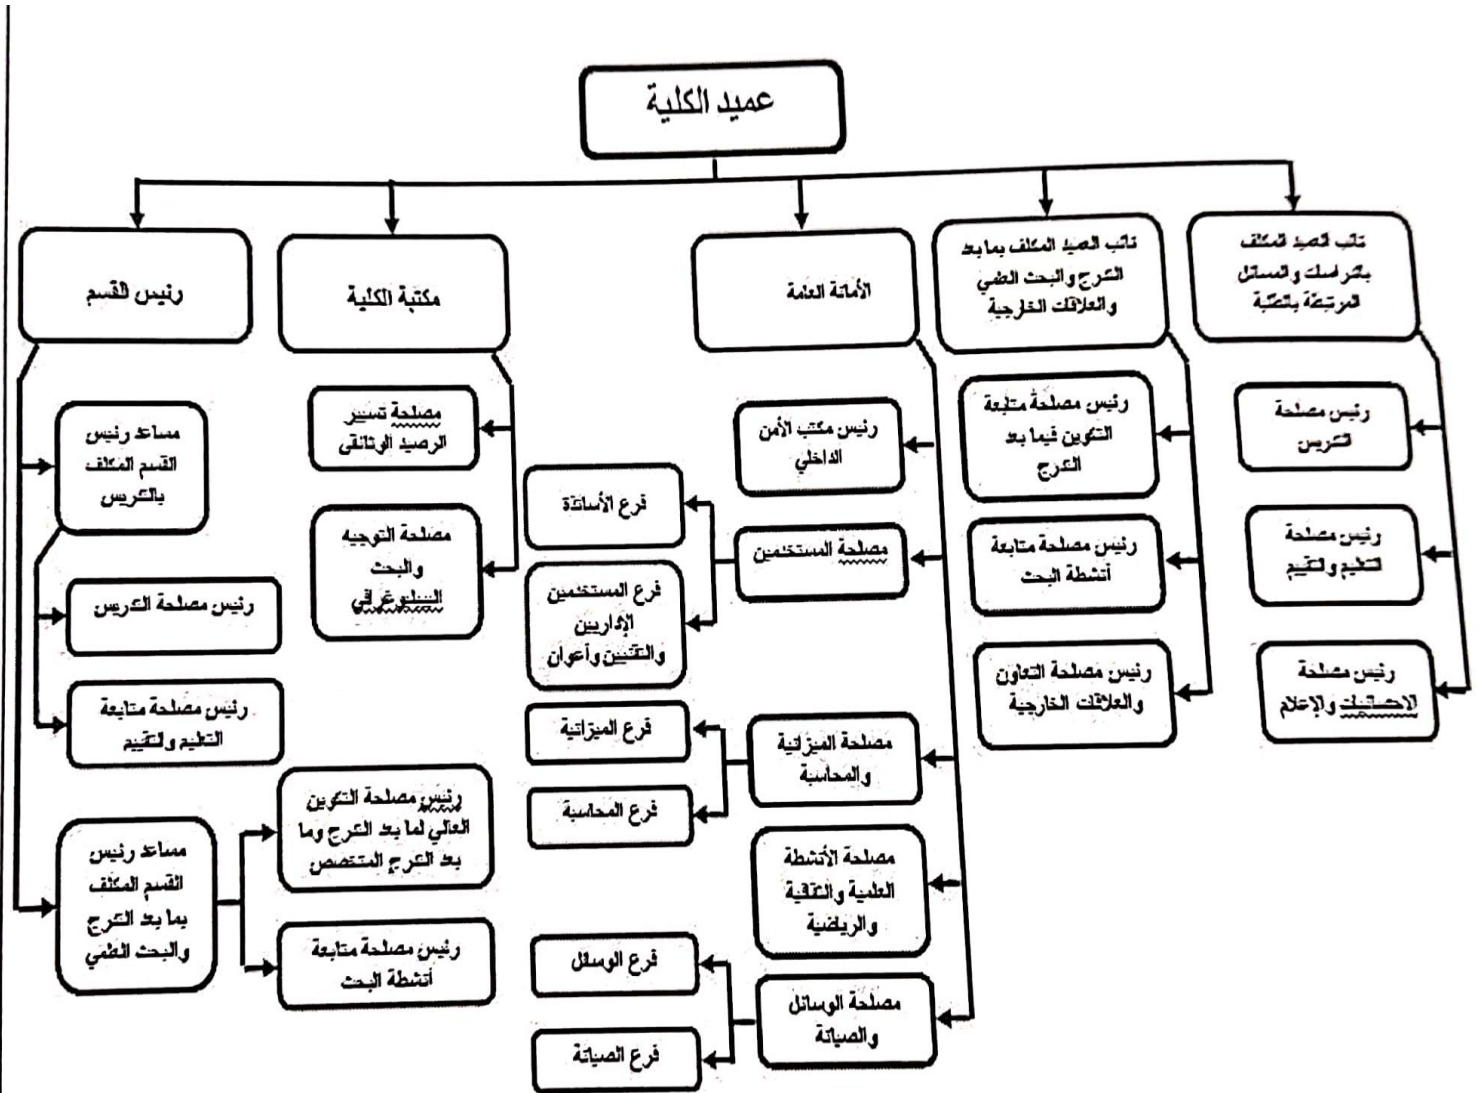 عميد الكلية
نائب العميد المكلف
بالدراسات والمسائل
المرتبطة بالطلبة
رئيس مصلحة
التدريس
رئيس مصلحة
التعليم والتقييم
رئيس مصلحة
الاحصائيات والإعلام
نائب العميد المكلف بما بعد
التدرج والبحث العلمي
والعلاقات الخارجية
رئيس مصلحة متابعة
التكوين فيما بعد
التدرج
رئيس مصلحة متابعة
أنشطة البحث
رئيس مصلحة التعاون
والعلاقات الخارجية
الأمانة العامة
رئيس مكتب الأمن
الداخلي
مصلحة المستخدمين
فرع الأساتذة
فرع المستخدمين
الإداريين
والتقنيين وأعوان
مصلحة الميزانية
والمحاسبة
فرع الميزانية
فرع المحاسبة
مصلحة الأنشطة
العلمية والثقافية
والرياضية
مصلحة الوسائل
والصيانة
فرع الوسائل
فرع الصيانة
مكتبة الكلية
مصلحة تسيير
الرصيد الوثائقي
مصلحة التوجيه
والبحث
الببليوغرافي
رئيس القسم
مساعد رئيس
القسم المكلف
بالتدريس
رئيس مصلحة التدريس
رئيس مصلحة متابعة
التعليم والتقييم
مساعد رئيس
القسم المكلف
بما بعد التدرج
والبحث العلمي
رئيس مصلحة التكوين
العالي لما بعد التدرج وما
بعد التدرج المتخصص
رئيس مصلحة متابعة
أنشطة البحث